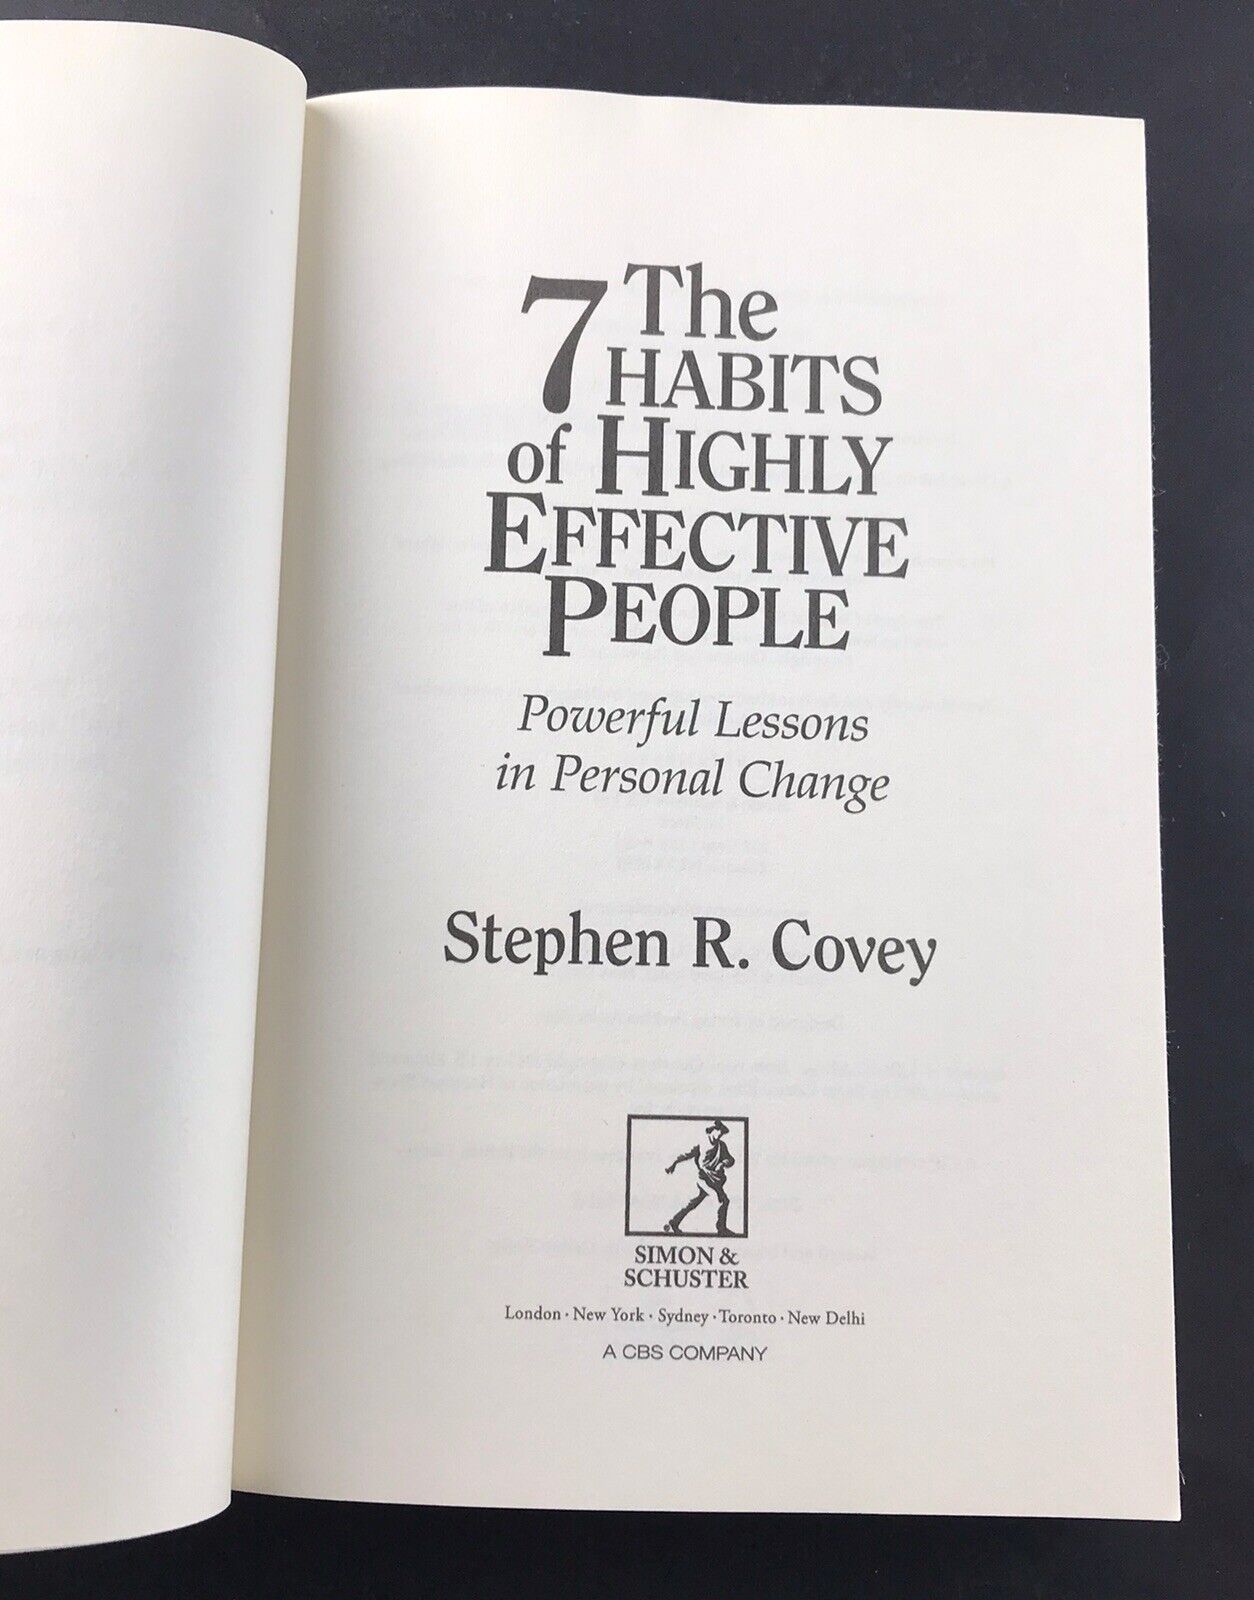 The
7 HABITS
of HIGHLY
EFFECTIVE
PEOPLE
Powerful Lessons
in Personal Change
Stephen R. Covey
SIMON &
SCHUSTER
London · New York · Sydney · Toronto · New Delhi
A CBS COMPANY